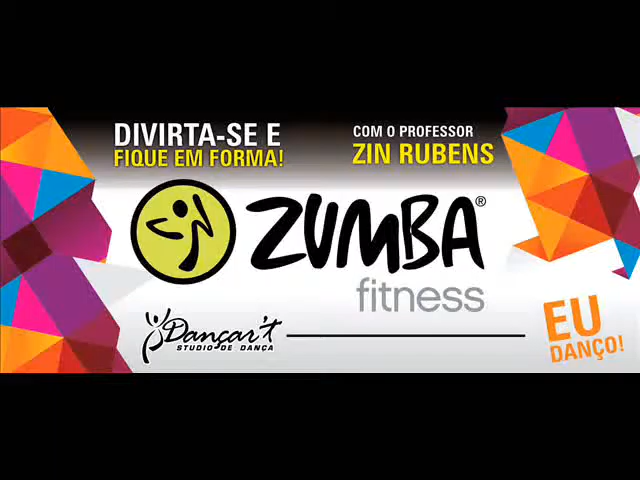 DIVIRTA-SE E
FIQUE EM FORMA!
COM O PROFESSOR
ZIN RUBENS
ZUMBA®
fitness
Dançar't
STUDIO DE DANÇA
EU
DANÇO!